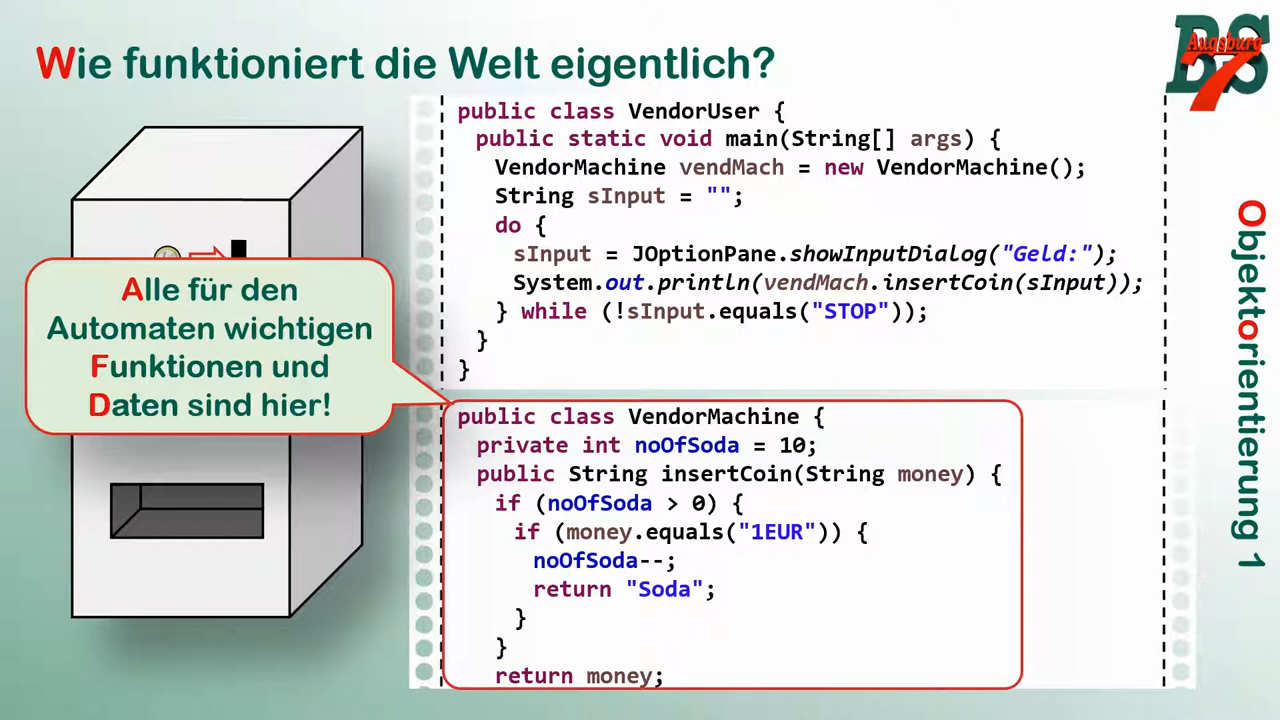 Wie funktioniert die Welt eigentlich?
BS
Augsburg
7
public class VendorUser {
public static void main(String[] args) {
VendorMachine vendMach = new VendorMachine();
String sInput = "";
do {
sInput = JOptionPane.showInputDialog("Geld:");
System.out.println(vendMach.insertCoin(sInput));
} while (!sInput.equals("STOP"));
}
}
Alle für den
Automaten wichtigen
Funktionen und
Daten sind hier!
public class VendorMachine {
private int noOfSoda = 10;
public String insertCoin(String money) {
if (noOfSoda > 0) {
if (money.equals("1EUR")) {
noOfSoda--;
return "Soda";
}
}
return money;
Objektorientierung 1